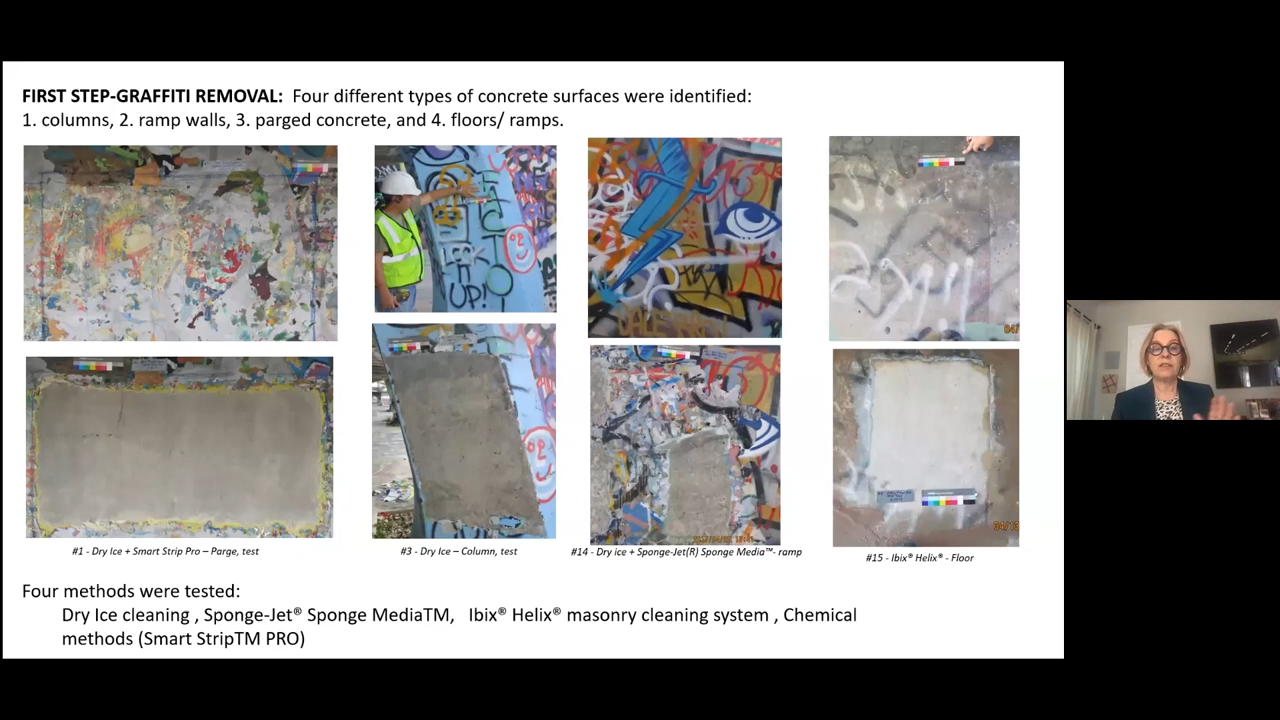 FIRST STEP-GRAFFITI REMOVAL: Four different types of concrete surfaces were identified:
1. columns, 2. ramp walls, 3. parged concrete, and 4. floors/ ramps.
UP!
#1 - Dry Ice + Smart Strip Pro – Parge, test
#3 - Dry Ice – Column, test
#14 - Dry ice + Sponge-Jet(R) Sponge Media™- ramp
#15 - Ibix® Helix® - Floor
Four methods were tested:
Dry Ice cleaning , Sponge-Jet® Sponge MediaTM, Ibix® Helix® masonry cleaning system , Chemical
methods (Smart StripTM PRO)